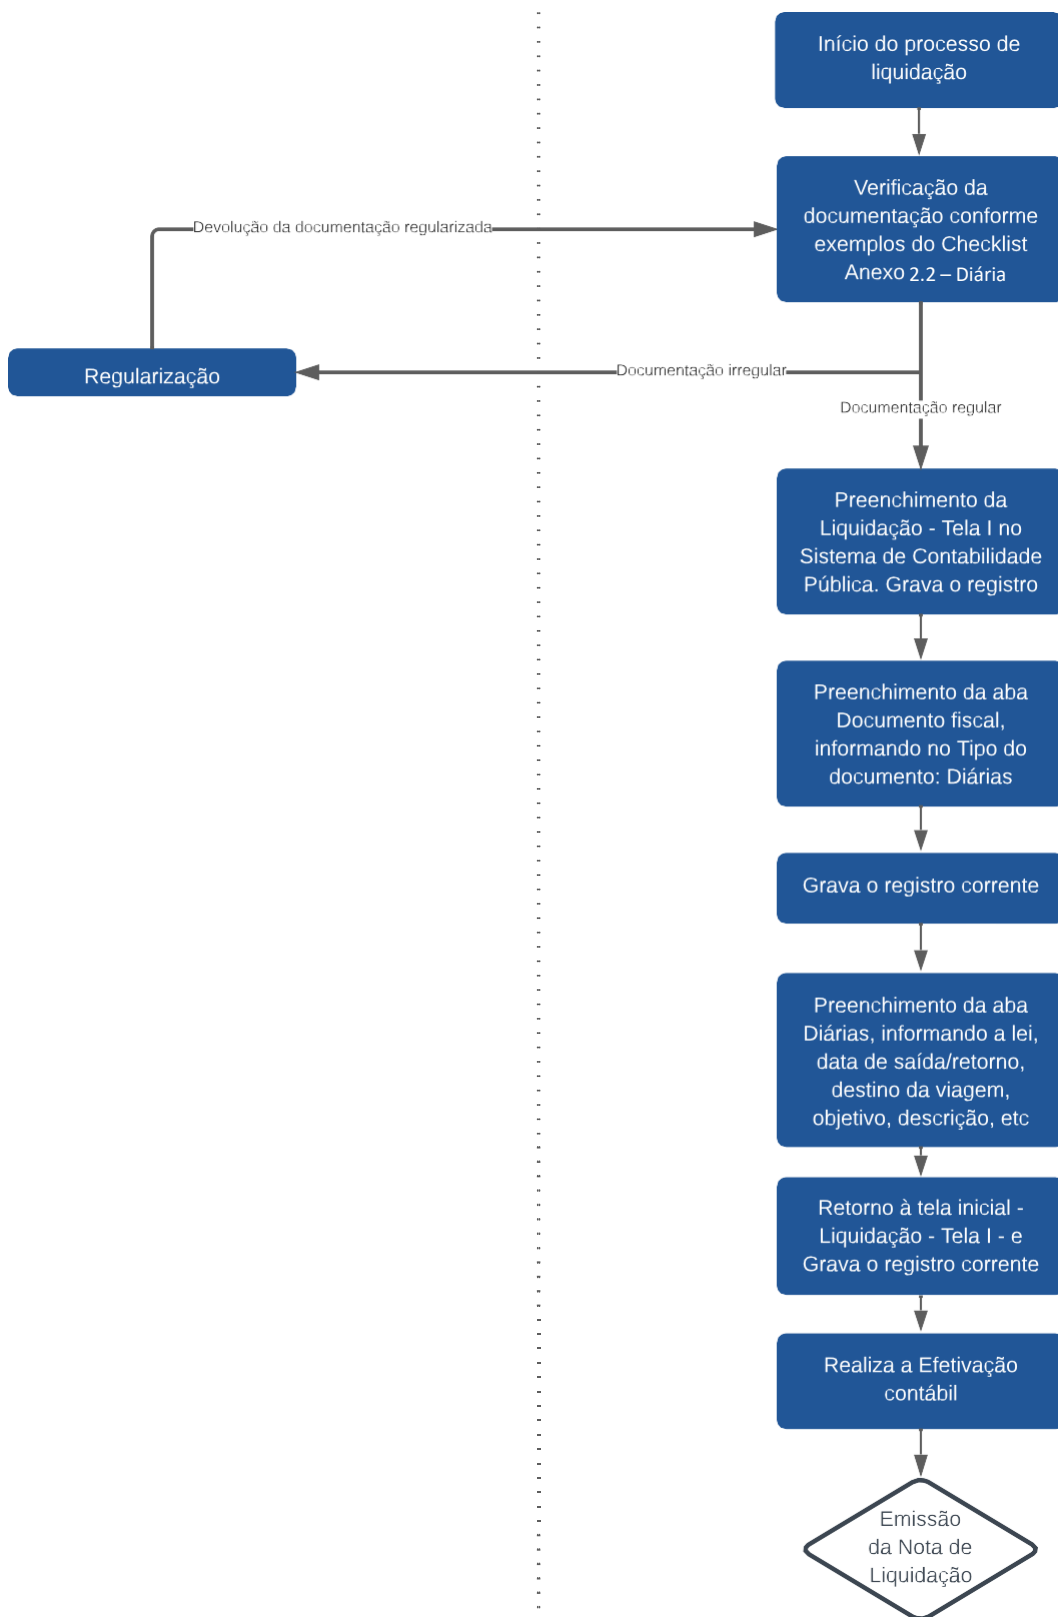 Início do processo de
liquidação
Verificação da
documentação conforme
exemplos do Checklist
Anexo 2.2 – Diária
Devolução da documentação regularizada
Regularização
Documentação irregular
Documentação regular
Preenchimento da
Liquidação - Tela I no
Sistema de Contabilidade
Pública. Grava o registro
Preenchimento da aba
Documento fiscal,
informando no Tipo do
documento: Diárias
Grava o registro corrente
Preenchimento da aba
Diárias, informando a lei,
data de saída/retorno,
destino da viagem,
objetivo, descrição, etc
Retorno à tela inicial -
Liquidação - Tela I - e
Grava o registro corrente
Realiza a Efetivação
contábil
Emissão
da Nota de
Liquidação